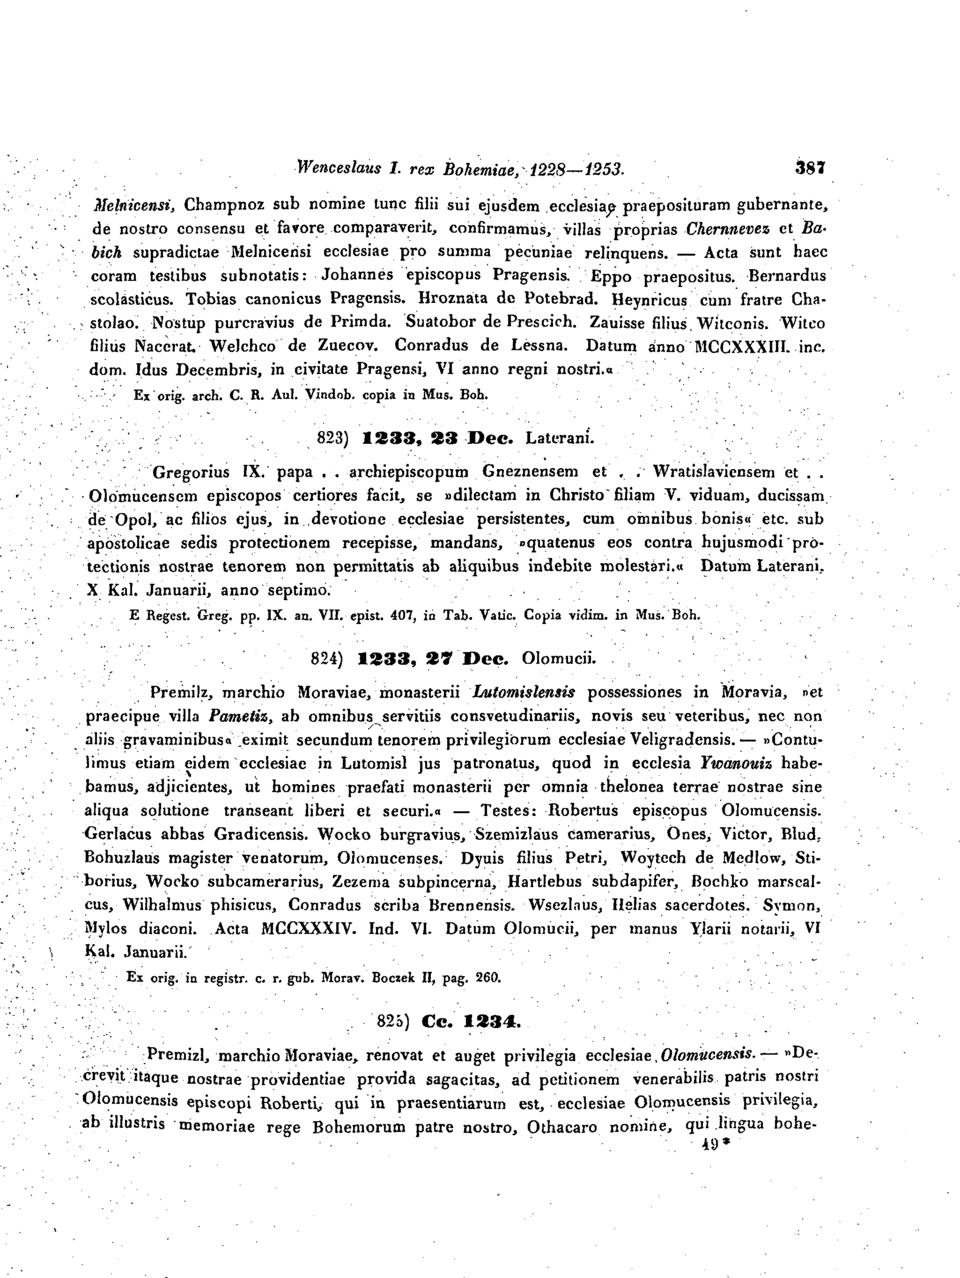 Wenceslaus I. rex Bohemiae, 1228—1253. 387
Melnicensi, Champnoz sub nomine tunc filii sui ejusdem ecclesiae praeposituram gubernante,
de nostro consensu et favore comparaverit, confirmamus, villas proprias Chernnevez et Ba-
bich supradictae Melnicensi ecclesiae pro summa pecuniae relinquens. — Acta sunt haec
coram testibus subnotatis: Johannes episcopus Pragensis. Eppo praepositus. Bernardus
scolasticus. Tobias canonicus Pragensis. Hroznata de Potebrad. Heynricus cum fratre Cha-
stolao. Nostup purcravius de Primda. Suatobor de Prescich. Zauisse filius Witconis. Witco
filius Naccrat. Welchco de Zuecov. Conradus de Lessna. Datum anno MCCXXXIII. inc.
dom. Idus Decembris, in civitate Pragensi, VI anno regni nostri.«
Ex orig. arch. C. R. Aul. Vindob. copia in Mus. Boh.
823) 1233, 23 Dec. Laterani.
Gregorius IX. papa . . archiepiscopum Gneznensem et . . Wratislaviensem et . .
Olomucensem episcopos certiores facit, se »dilectam in Christo filiam V. viduam, ducissam
de Opol, ac filios ejus, in devotione ecclesiae persistentes, cum omnibus bonis« etc. sub
apostolicae sedis protectionem recepisse, mandans, »quatenus eos contra hujusmodi pro-
tectionis nostrae tenorem non permittatis ab aliquibus indebite molestari.« Datum Laterani,
X Kal. Januarii, anno septimo.
E Regest. Greg. pp. IX. an. VII. epist. 407, in Tab. Vatic. Copia vidim. in Mus. Boh.
824) 1233, 27 Dec. Olomucii.
Premilz, marchio Moraviae, monasterii Lutomislensis possessiones in Moravia, »et
praecipue villa Pametiz, ab omnibus servitiis consvetudinariis, novis seu veteribus, nec non
aliis gravaminibus« eximit secundum tenorem privilegiorum ecclesiae Veligradensis. — »Contu-
limus etiam eidem ecclesiae in Lutomisl jus patronatus, quod in ecclesia Ywanouiz habe-
bamus, adjicientes, ut homines praefati monasterii per omnia thelonea terrae nostrae sine
aliqua solutione transeant liberi et securi.« — Testes: Robertus episcopus Olomucensis.
Gerlacus abbas Gradicensis. Wocko burgravius, Szemizlaus camerarius, Ones, Victor, Blud,
Bohuzlaus magister venatorum, Olomucenses. Dyuis filius Petri, Woytech de Medlow, Sti-
borius, Wocko subcamerarius, Zezema subpincerna, Hartlebus subdapifer, Bochko marscal-
cus, Wilhalmus phisicus, Conradus scriba Brennensis. Wsezlaus, Helias sacerdotes. Symon,
Mylos diaconi. Acta MCCXXXIV. Ind. VI. Datum Olomucii, per manus Ylarii notarii, VI
Kal. Januarii.
Ex orig. in registr. c. r. gub. Morav. Boczek II, pag. 260.
825) Cc. 1234.
Premizl, marchio Moraviae, renovat et auget privilegia ecclesiae Olomucensis. — »De-
crevit itaque nostrae providentiae provida sagacitas, ad petitionem venerabilis patris nostri
Olomucensis episcopi Roberti, qui in praesentiarum est, ecclesiae Olomucensis privilegia,
ab illustris memoriae rege Bohemorum patre nostro, Othacaro nomine, qui lingua bohe-
49*